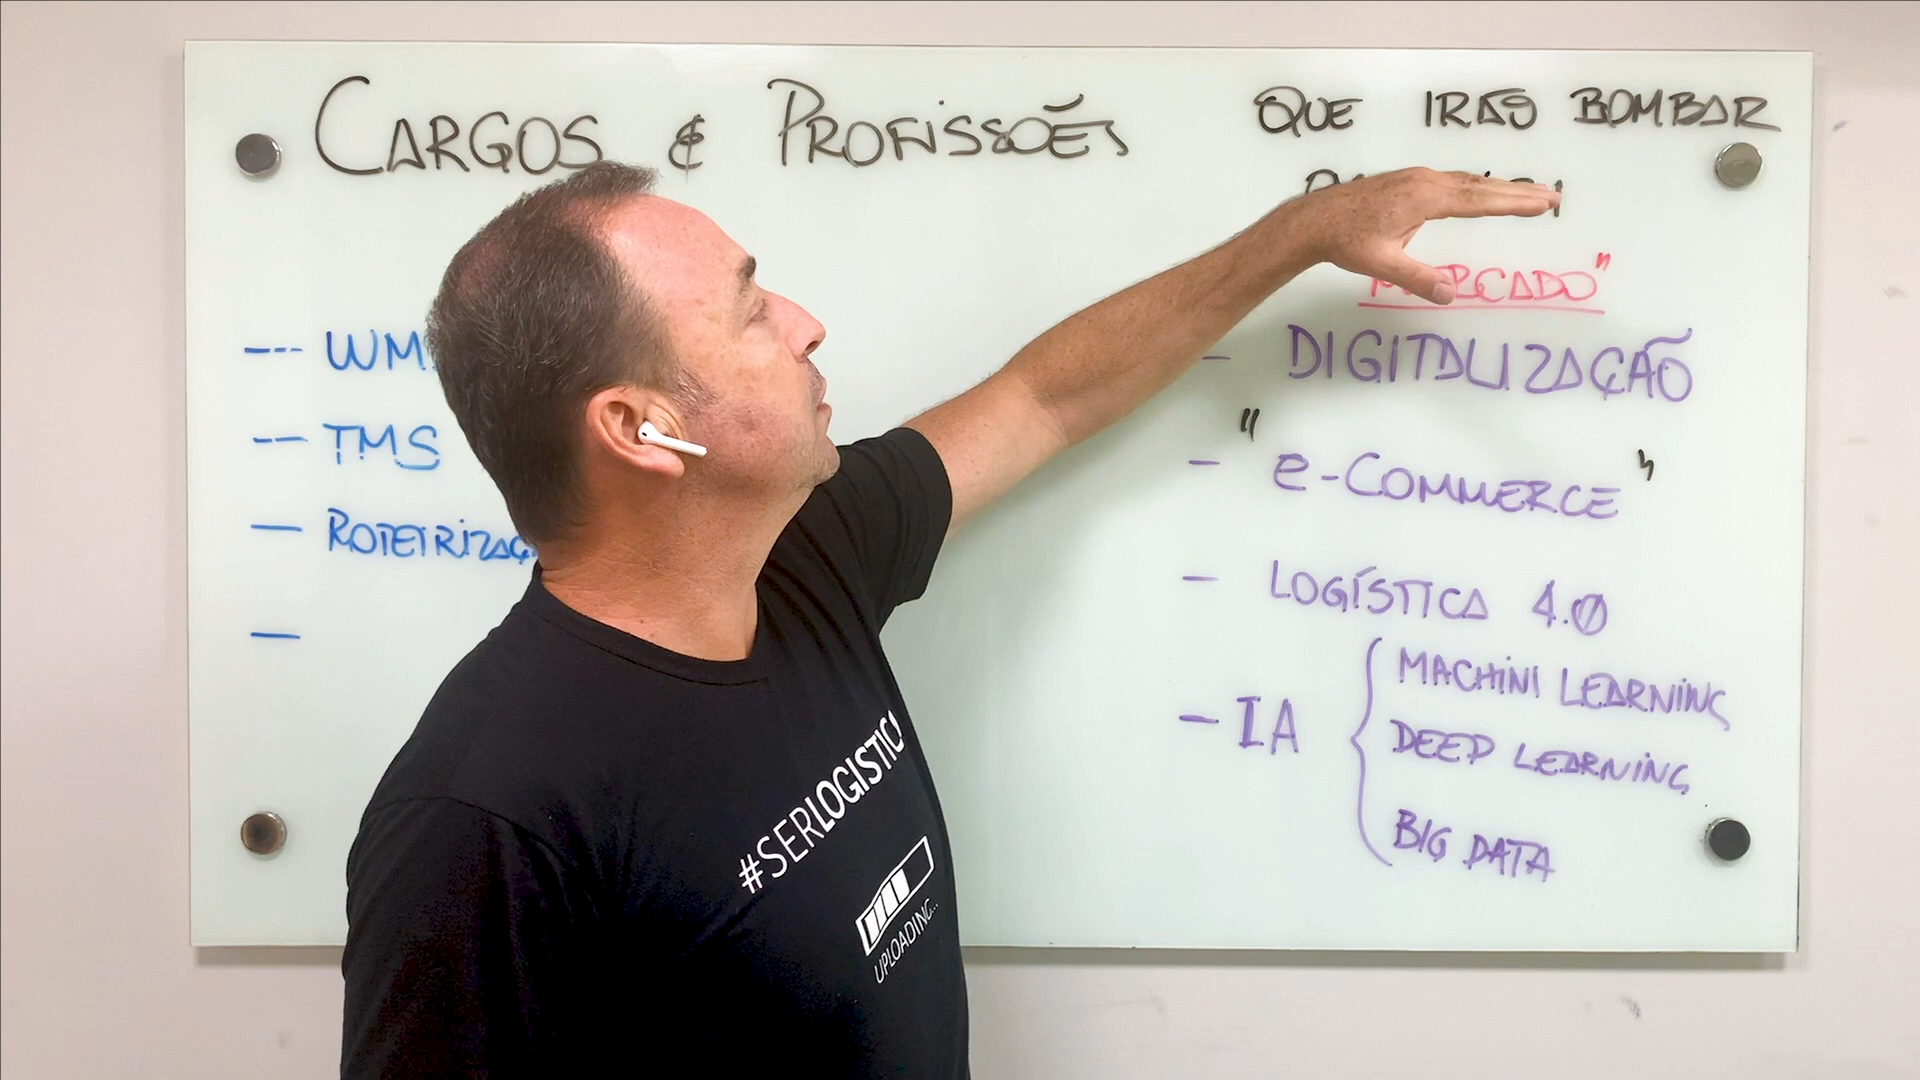 CARGOS & PROFISSÕES
QUE IRÃO BOMBAR
MERCADO"
--- WM
-- TMS
— ROTEIRIZAÇ
—
- DIGITALIZAÇÃO
- " e-COMMERCE "
- LOGÍSTICA 4.0
- IA
MACHINI LEARNING
DEEP LEARNING
BIG DATA
#SERLOGISTICA
UPLOADING...